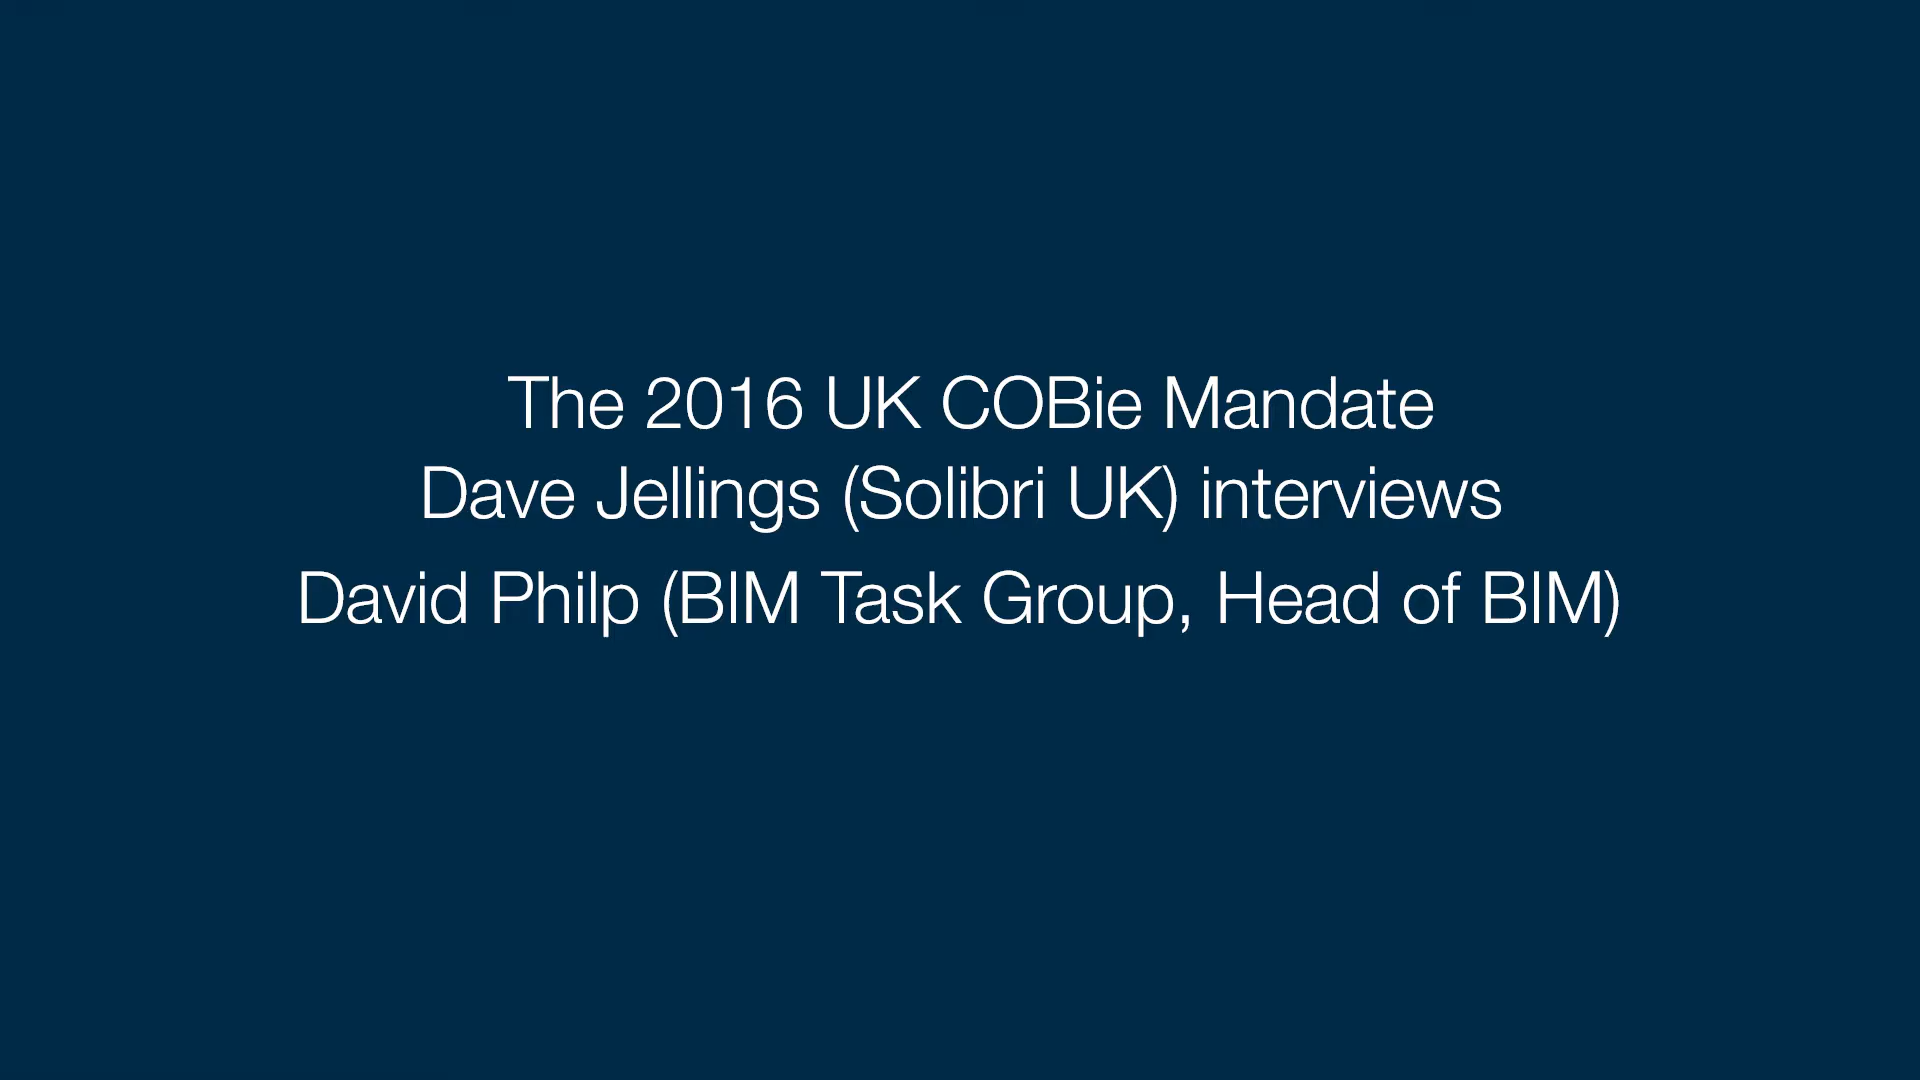 The 2016 UK COBie Mandate
Dave Jellings (Solibri UK) interviews
David Philp (BIM Task Group, Head of BIM)